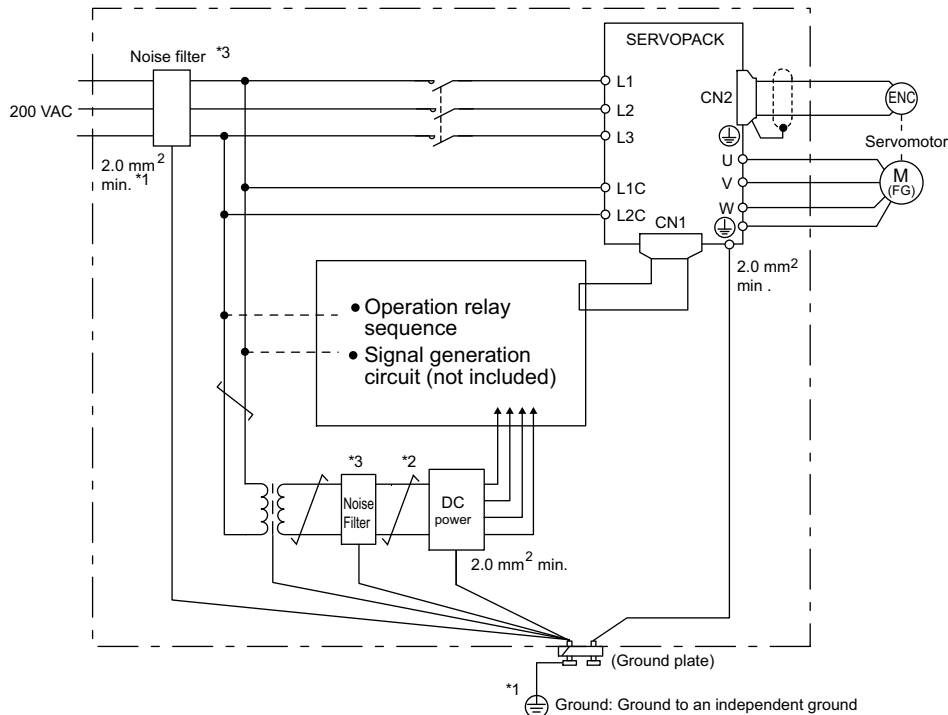 SERVOPACK
Noise filter *3
200 VAC
2.0 mm2
min. *1
L1
L2
L3
L1C
L2C
CN2
ENC
Servomotor
U
V
W
M
(FG)
CN1
2.0 mm2
min .
● Operation relay
sequence
● Signal generation
circuit (not included)
*3
*2
Noise
Filter
DC
power
2.0 mm2 min.
(Ground plate)
*1
Ground: Ground to an independent ground